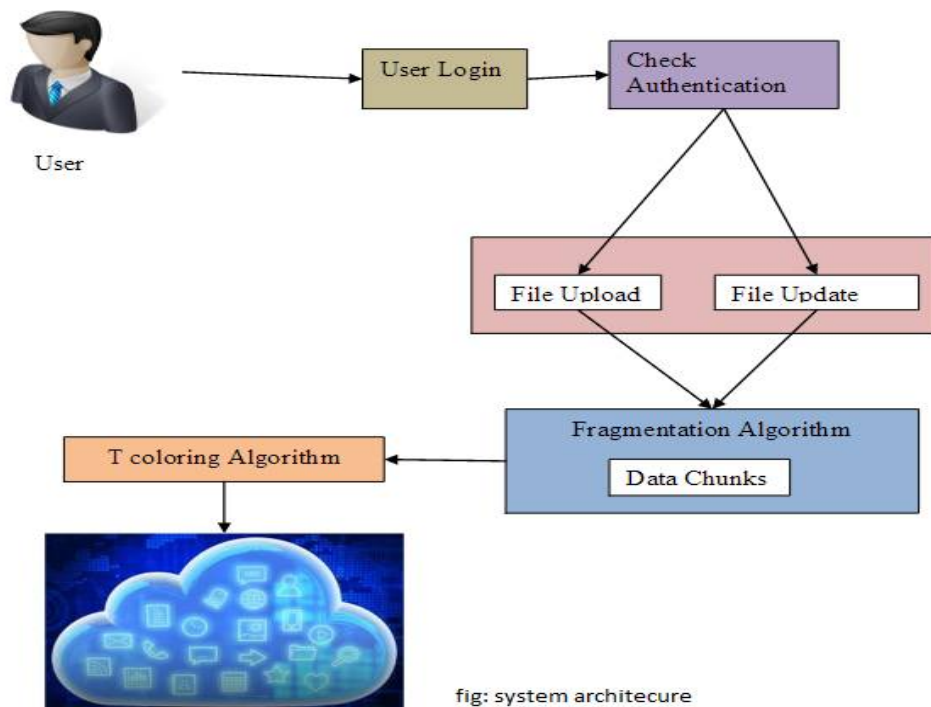 User Login
Check
Authentication
User
File Upload
File Update
Fragmentation Algorithm
Data Chunks
T coloring Algorithm
fig: system architecure